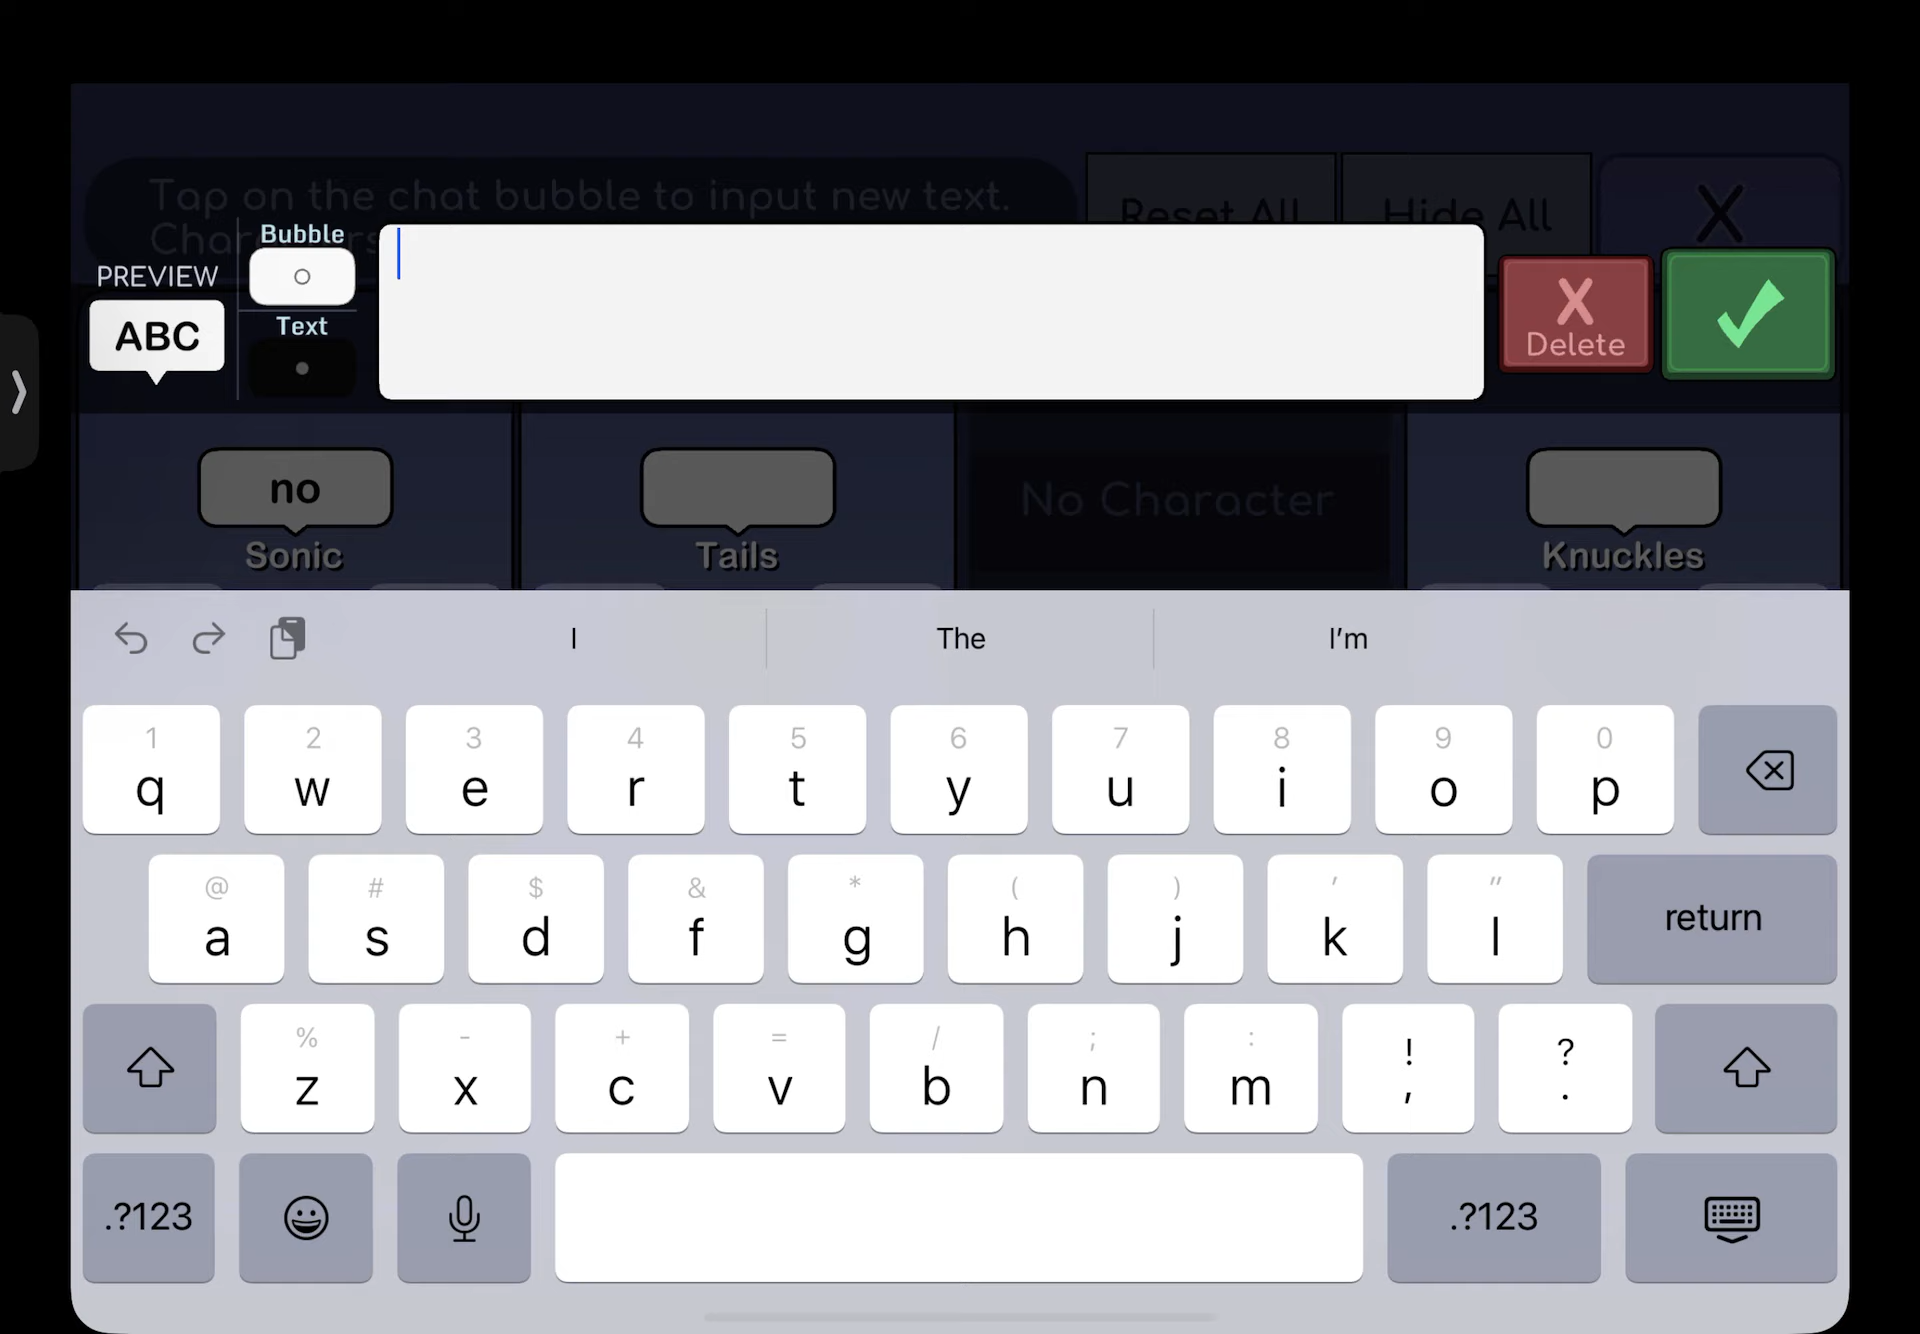 Tap on the chat bubble to input new text.
Reset All
Hide All
X
Bubble
PREVIEW
ABC
Text
X
Delete
no
Sonic
Tails
No Character
Knuckles
I
The
I'm
1 2 3 4 5 6 7 8 9 0
q w e r t y u i o p
@ # $ & * ( ) ' "
a s d f g h j k l
return
% - + = / ; : ! ?
z x c v b n m , .
.?123
.?123